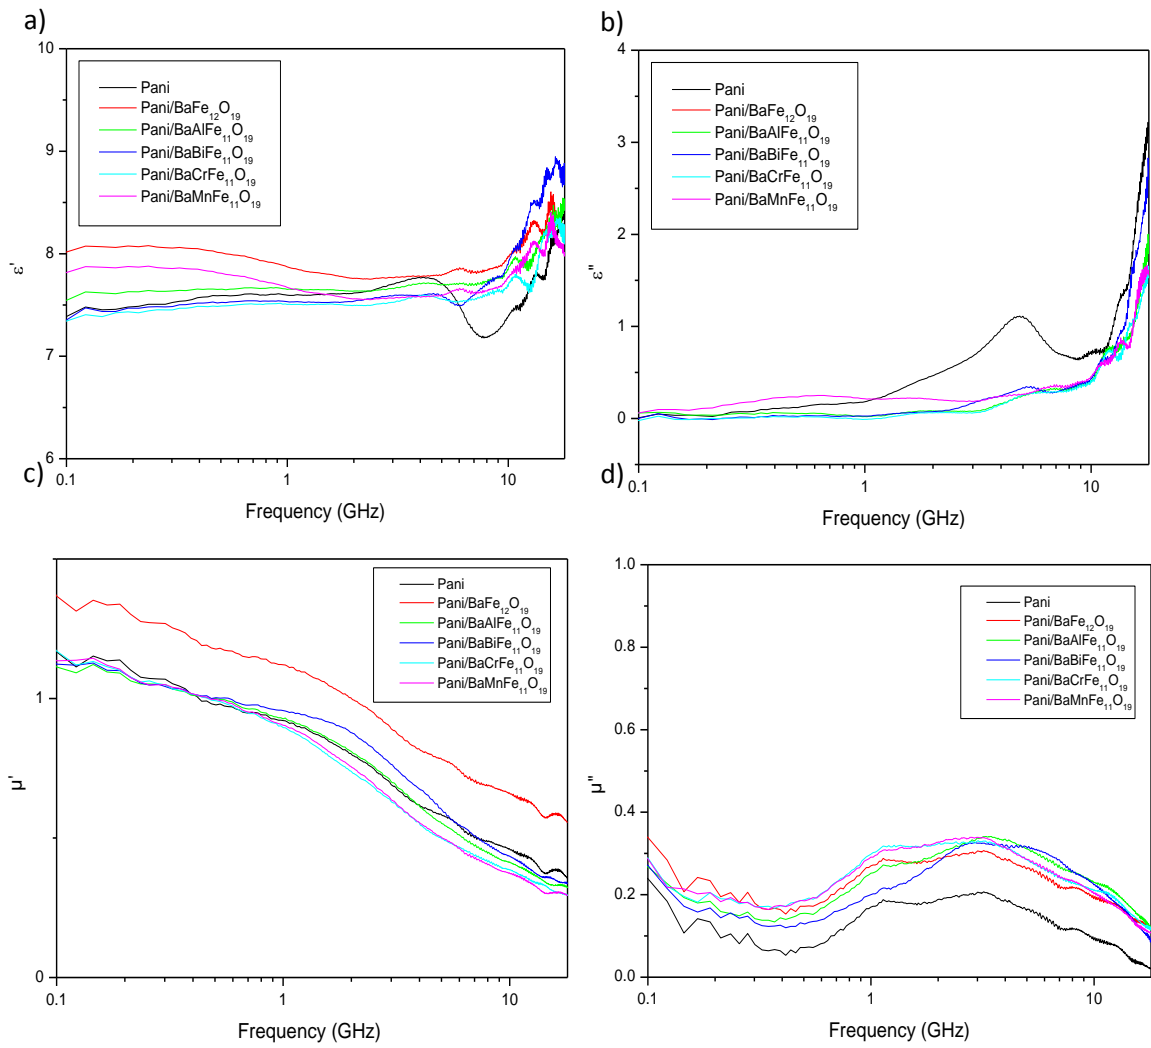 a)
10
9
8
7
6
ε'
Pani
Pani/BaFe₁₂O₁₉
Pani/BaAlFe₁₁O₁₉
Pani/BaBiFe₁₁O₁₉
Pani/BaCrFe₁₁O₁₉
Pani/BaMnFe₁₁O₁₉
0.1
1
10
Frequency (GHz)
b)
4
3
2
1
0
ε"
Pani
Pani/BaFe₁₂O₁₉
Pani/BaAlFe₁₁O₁₉
Pani/BaBiFe₁₁O₁₉
Pani/BaCrFe₁₁O₁₉
Pani/BaMnFe₁₁O₁₉
0.1
1
10
Frequency (GHz)
c)
1
0
μ'
Pani
Pani/BaFe₁₂O₁₉
Pani/BaAlFe₁₁O₁₉
Pani/BaBiFe₁₁O₁₉
Pani/BaCrFe₁₁O₁₉
Pani/BaMnFe₁₁O₁₉
0.1
1
10
Frequency (GHz)
d)
1.0
0.8
0.6
0.4
0.2
0.0
μ"
Pani
Pani/BaFe₁₂O₁₉
Pani/BaAlFe₁₁O₁₉
Pani/BaBiFe₁₁O₁₉
Pani/BaCrFe₁₁O₁₉
Pani/BaMnFe₁₁O₁₉
0.1
1
10
Frequency (GHz)